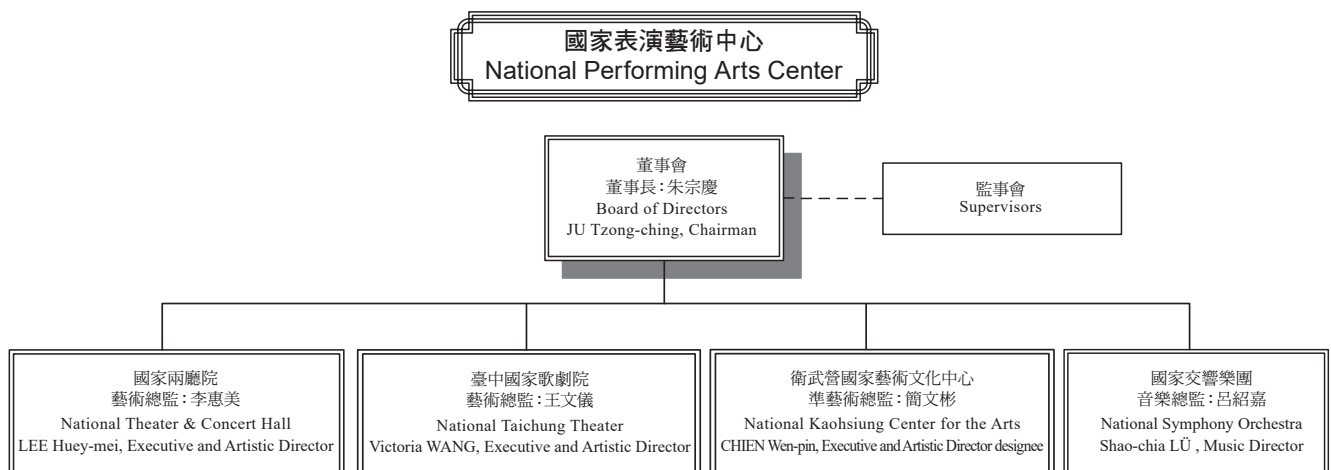 國家表演藝術中心
National Performing Arts Center
董事會
董事長：朱宗慶
Board of Directors
JU Tzong-ching, Chairman
監事會
Supervisors
國家兩廳院
藝術總監：李惠美
National Theater & Concert Hall
LEE Huey-mei, Executive and Artistic Director
臺中國家歌劇院
藝術總監：王文儀
National Taichung Theater
Victoria WANG, Executive and Artistic Director
衛武營國家藝術文化中心
準藝術總監：簡文彬
National Kaohsiung Center for the Arts
CHIEN Wen-pin, Executive and Artistic Director designee
國家交響樂團
音樂總監：呂紹嘉
National Symphony Orchestra
Shao-chia LÜ , Music Director